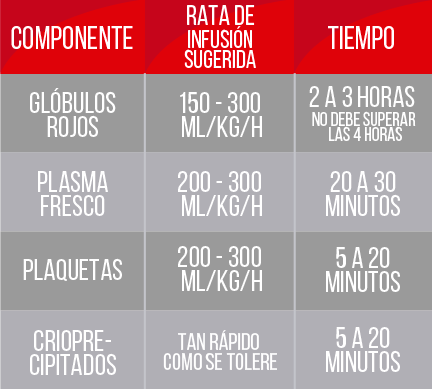 COMPONENTE
RATA DE
INFUSIÓN
SUGERIDA
TIEMPO
GLÓBULOS
ROJOS
150 - 300
ML/KG/H
2 A 3 HORAS
NO DEBE SUPERAR
LAS 4 HORAS
PLASMA
FRESCO
200 - 300
ML/KG/H
20 A 30
MINUTOS
PLAQUETAS
200 - 300
ML/KG/H
5 A 20
MINUTOS
CRIOPRE-
CIPITADOS
TAN RÁPIDO
COMO SE TOLERE
5 A 20
MINUTOS